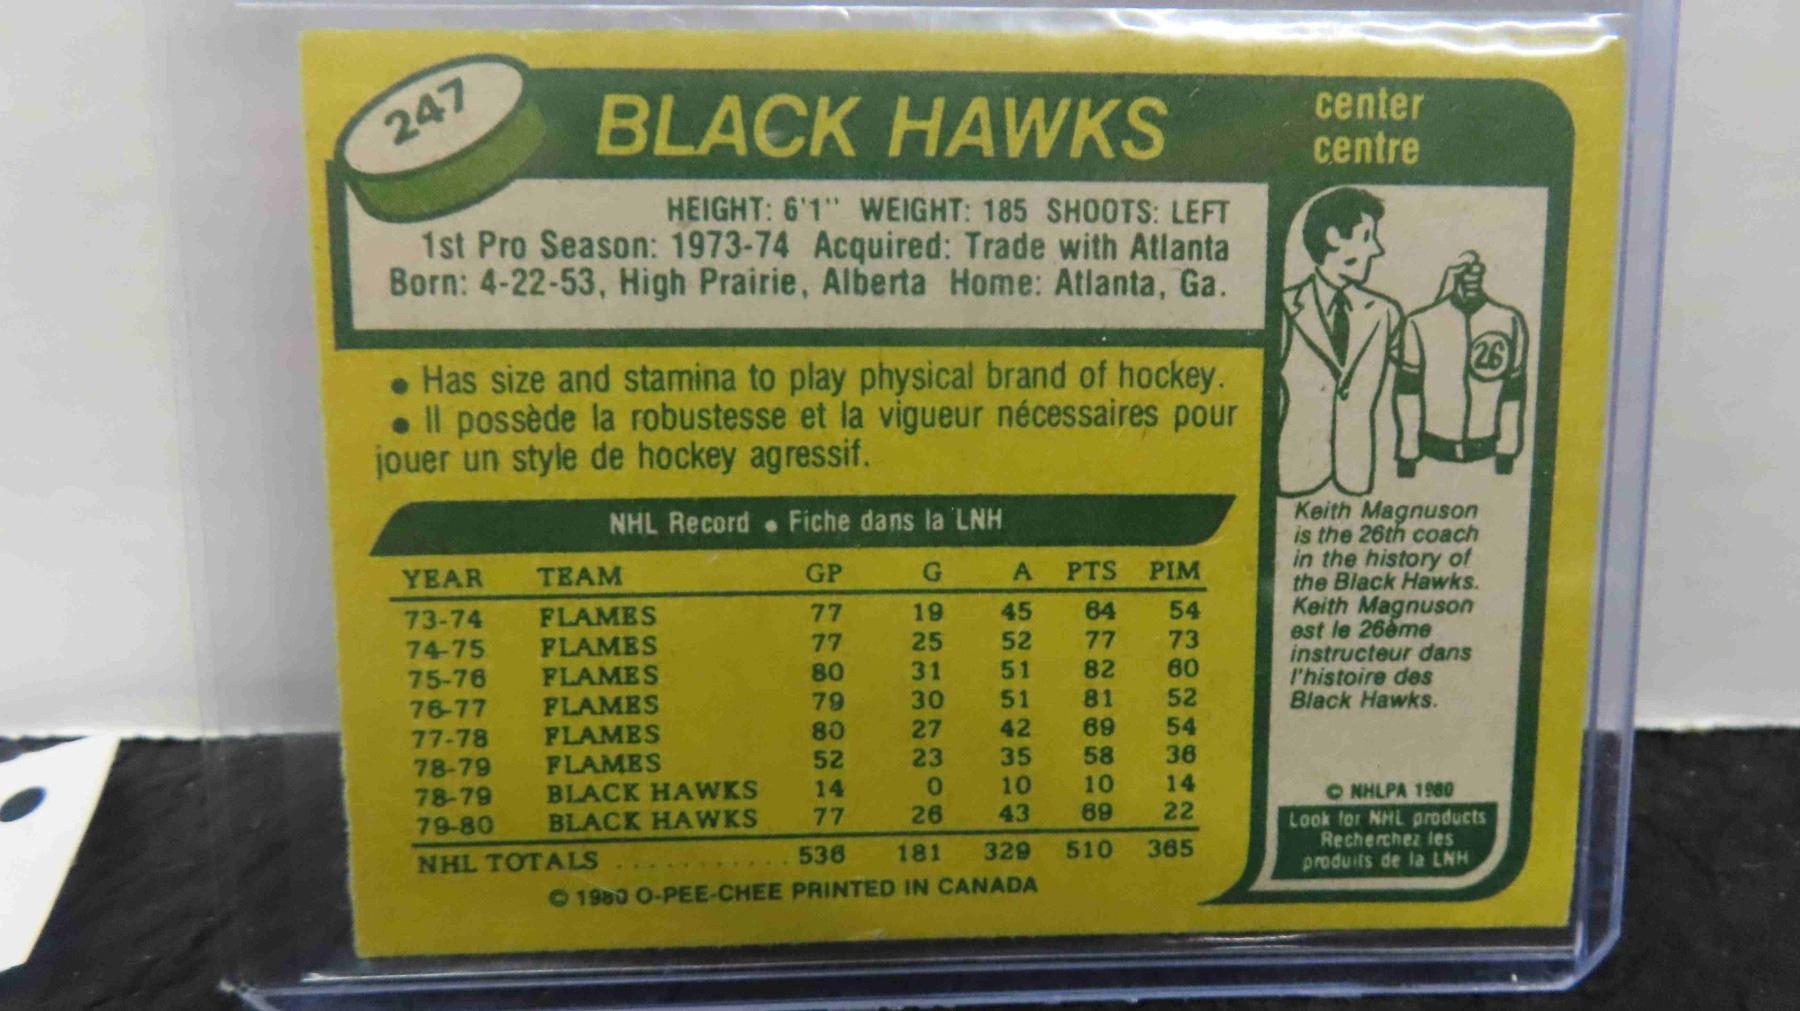 247
BLACK HAWKS
center
centre
HEIGHT: 6'1" WEIGHT: 185 SHOOTS: LEFT
1st Pro Season: 1973-74 Acquired: Trade with Atlanta
Born: 4-22-53, High Prairie, Alberta Home: Atlanta, Ga.
• Has size and stamina to play physical brand of hockey.
• Il possède la robustesse et la vigueur nécessaires pour
jouer un style de hockey agressif.
NHL Record • Fiche dans la LNH
YEAR TEAM GP G A PTS PIM
73-74 FLAMES 77 19 45 64 54
74-75 FLAMES 77 25 52 77 73
75-76 FLAMES 80 31 51 82 60
76-77 FLAMES 79 30 51 81 52
77-78 FLAMES 80 27 42 69 54
78-79 FLAMES 52 23 35 58 36
78-79 BLACK HAWKS 14 0 10 10 14
79-80 BLACK HAWKS 77 26 43 69 22
NHL TOTALS ........... 536 181 329 510 365
© 1980 O-PEE-CHEE PRINTED IN CANADA
26
Keith Magnuson
is the 26th coach
in the history of
the Black Hawks.
Keith Magnuson
est le 26ème
instructeur dans
l'histoire des
Black Hawks.
© NHLPA 1980
Look for NHL products
Recherchez les
produits de la LNH